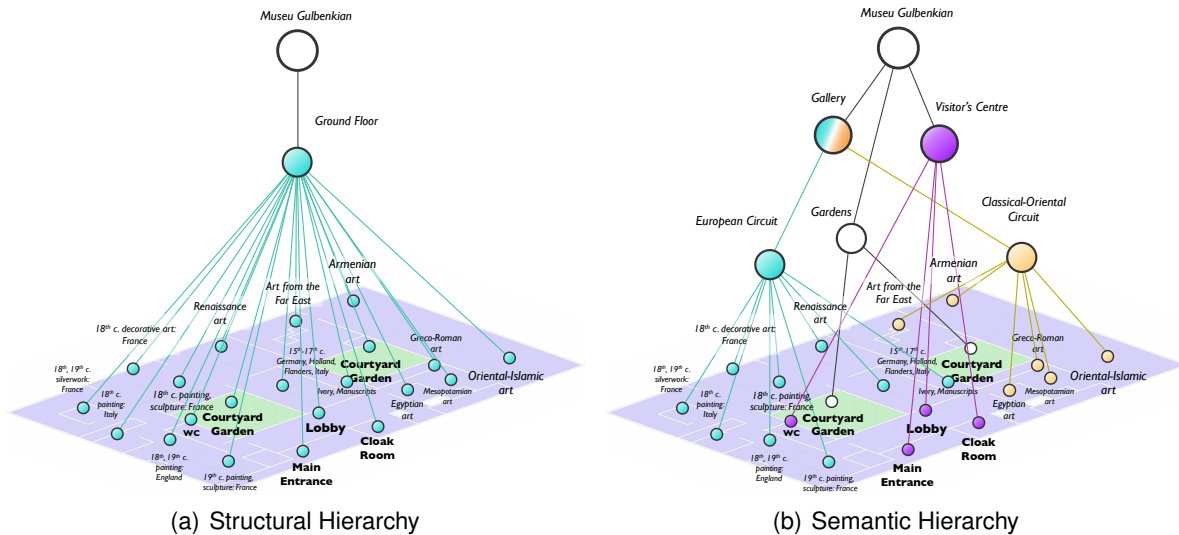 Museu Gulbenkian
Ground Floor
Armenian
art
Art from the
Far East
Renaissance
art
18th c. decorative art:
France
Greco-Roman
art
15th-17th c.
Germany, Holland,
Flanders, Italy
Courtyard
Garden
18th, 19th c.
silverwork:
France
Oriental-Islamic
art
Mesopotamian
art
18th c.
painting:
Italy
18th c. painting,
sculpture: France
Ivory, Manuscripts
Egyptian
art
Courtyard
Garden
wc
Lobby
Cloak
Room
18th, 19th c.
painting:
England
Main
Entrance
19th c. painting,
sculpture: France
(a) Structural Hierarchy
Museu Gulbenkian
Gallery
Visitor's Centre
European Circuit
Gardens
Classical-Oriental
Circuit
Armenian
art
Art from the
Far East
Renaissance
art
18th c. decorative art:
France
Greco-Roman
art
15th-17th c.
Germany, Holland,
Flanders, Italy
Courtyard
Garden
18th, 19th c.
silverwork:
France
Oriental-Islamic
art
Mesopotamian
art
18th c.
painting:
Italy
18th c. painting,
sculpture: France
Ivory, Manuscripts
Egyptian
art
Courtyard
Garden
wc
Lobby
Cloak
Room
18th, 19th c.
painting:
England
Main
Entrance
19th c. painting,
sculpture: France
(b) Semantic Hierarchy